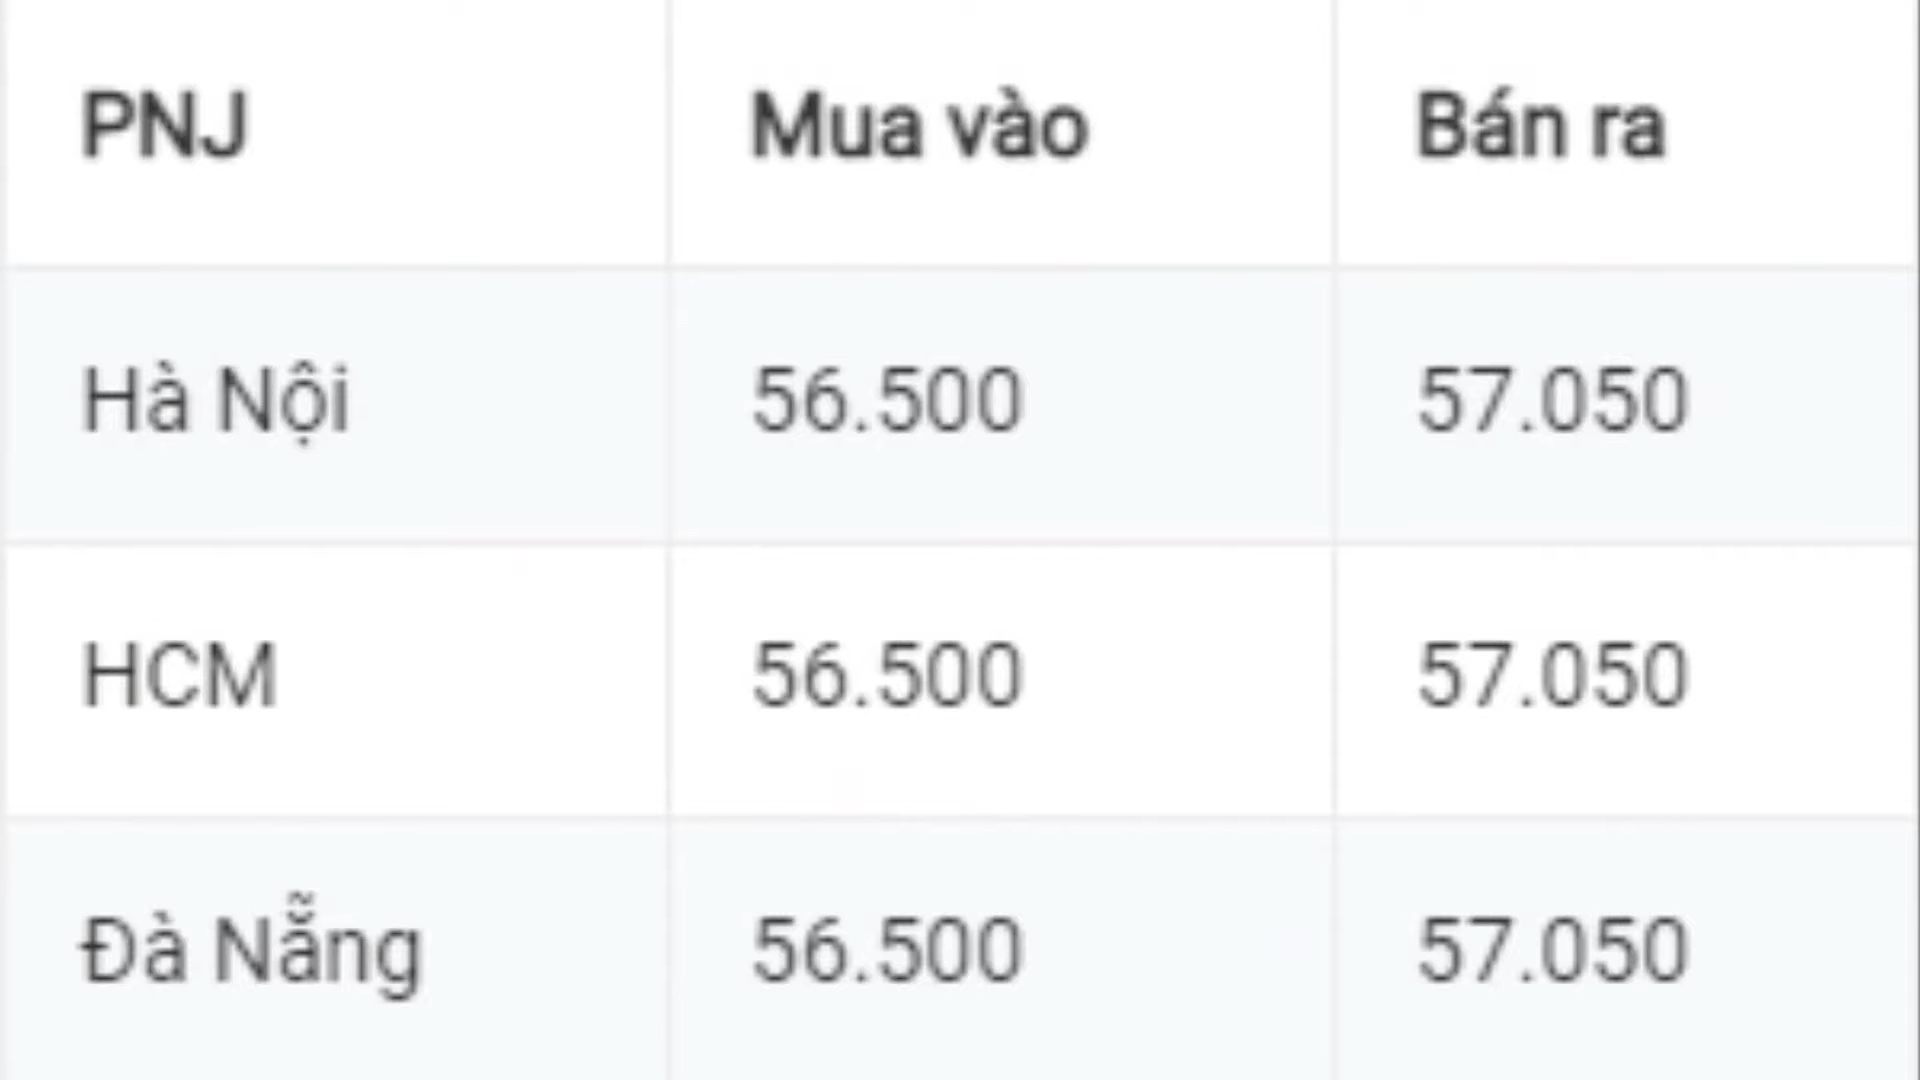 PNJ Mua vào Bán ra
Hà Nội 56.500 57.050
HCM 56.500 57.050
Đà Nẵng 56.500 57.050